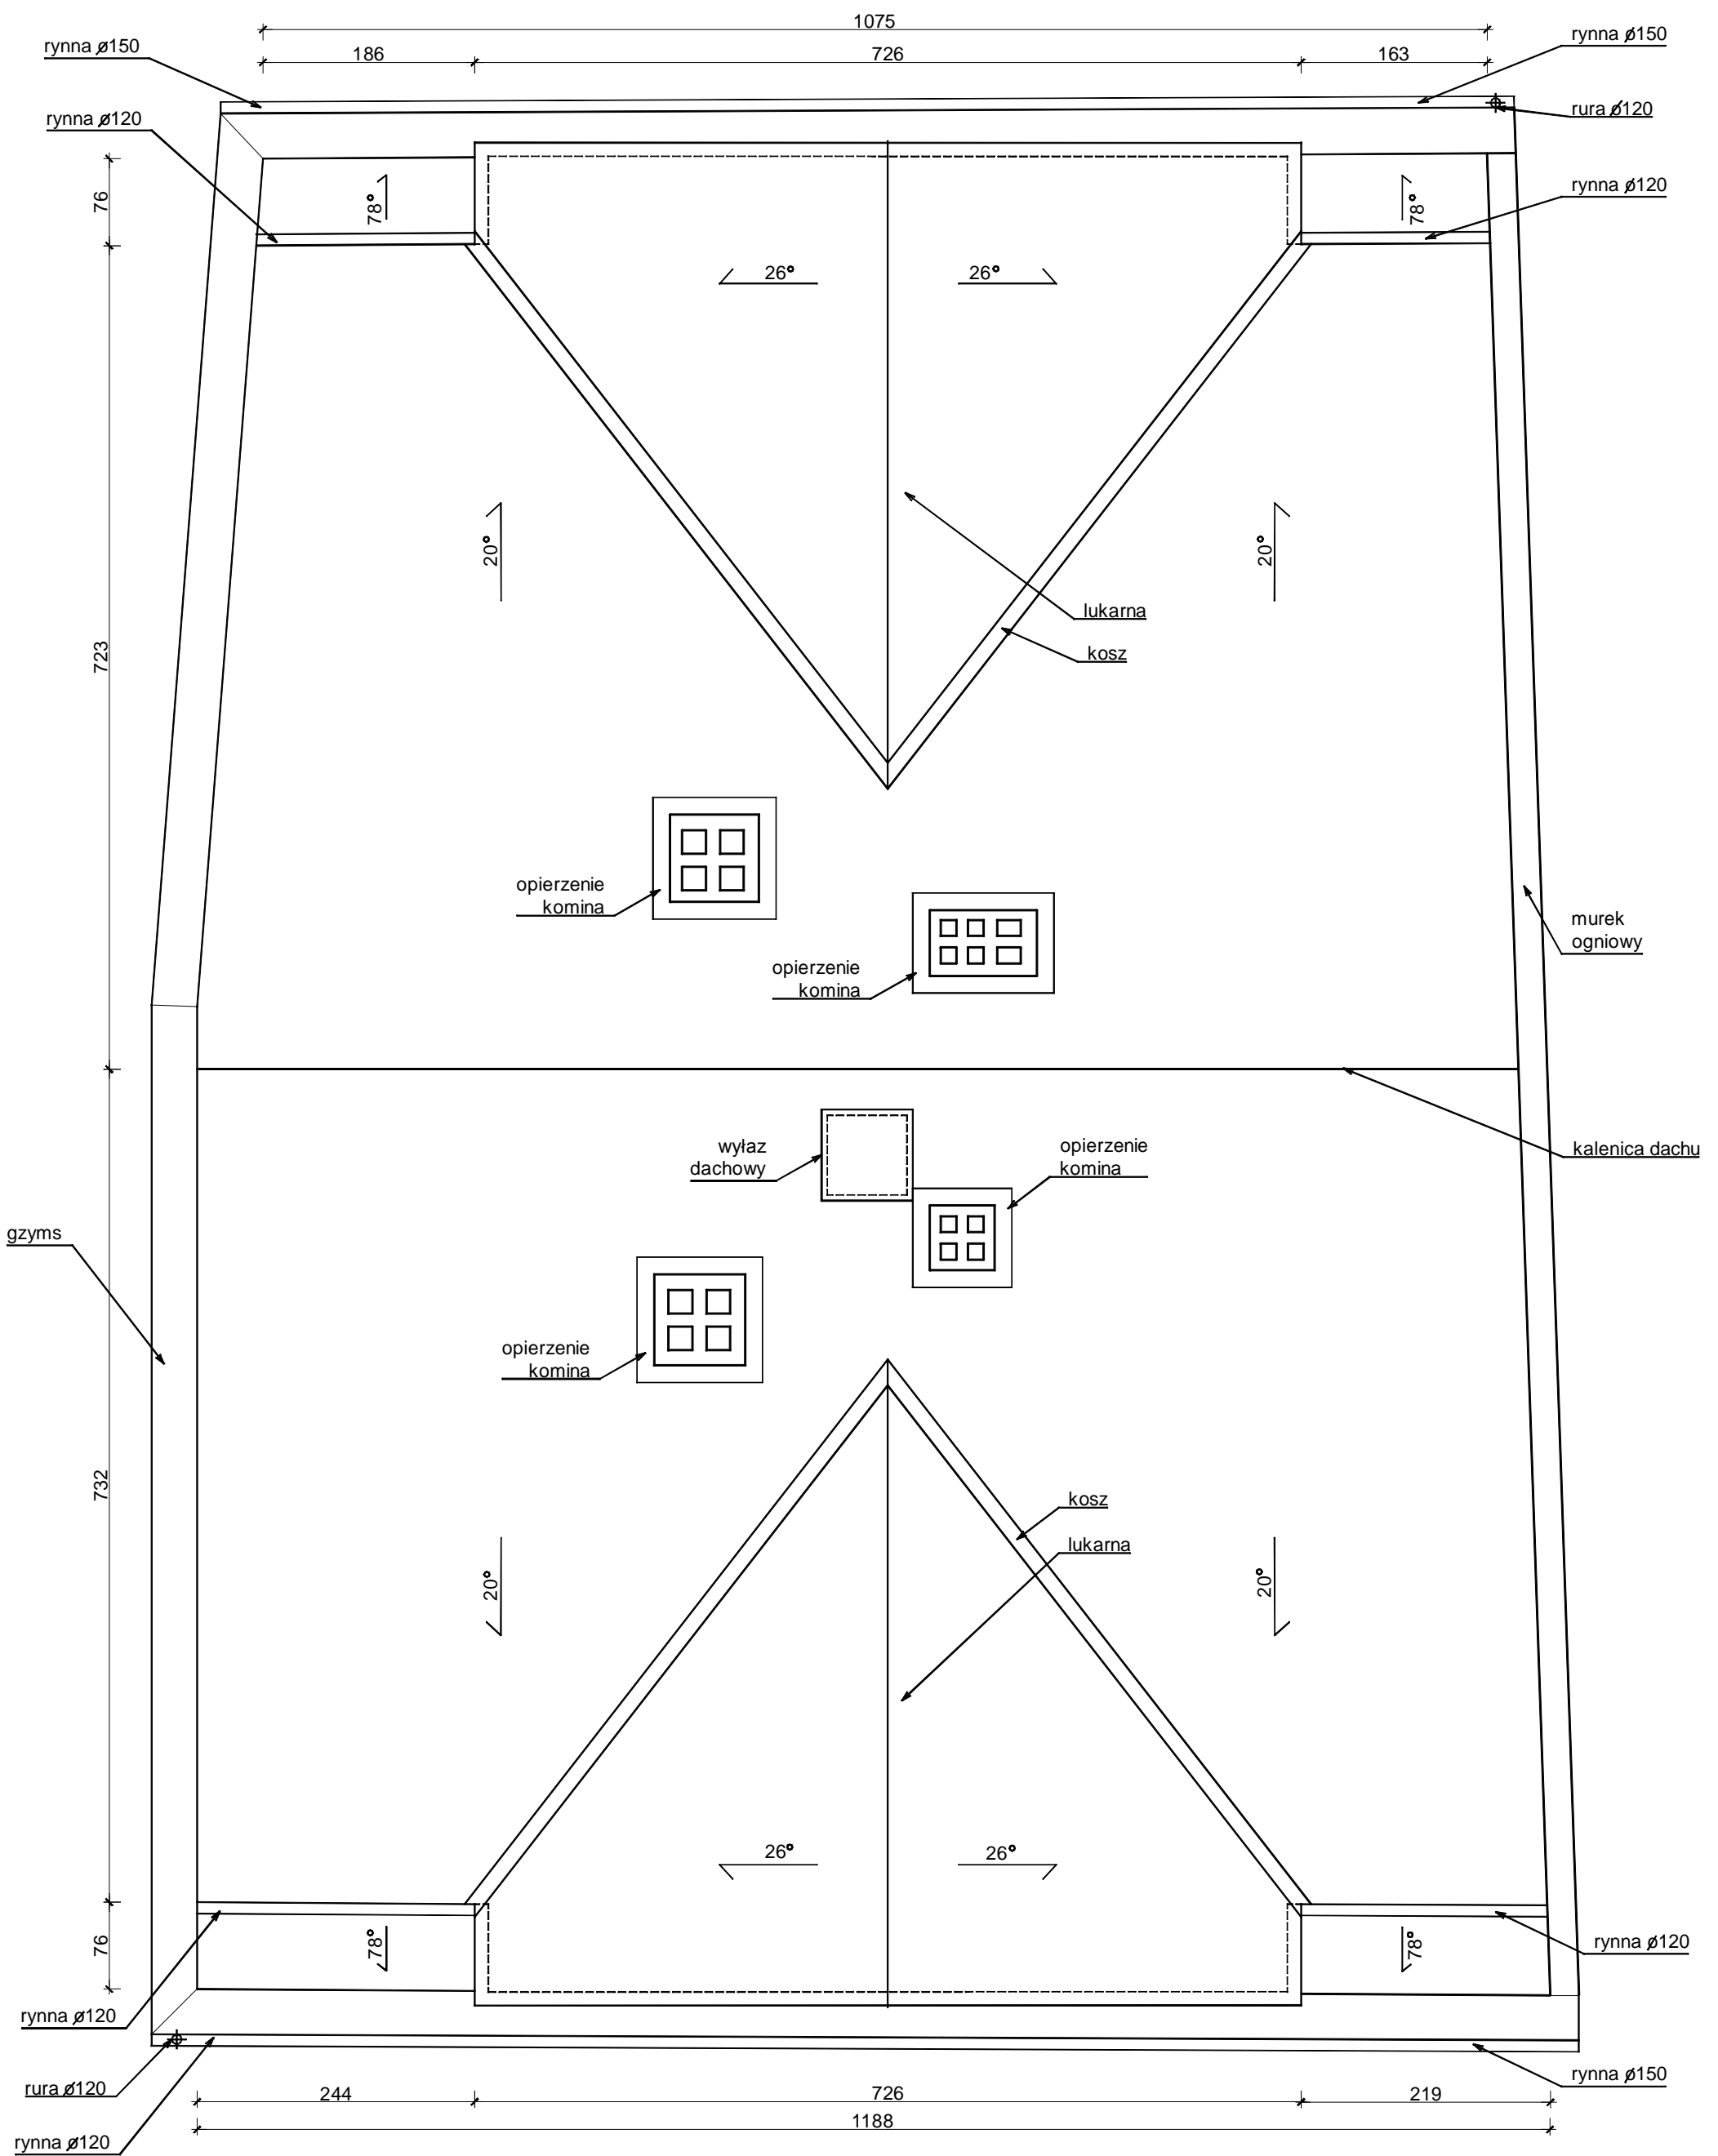 1075
rynna ø150
186
726
163
rynna ø150
rynna ø120
rura ø120
76
78°
78°
rynna ø120
26°
26°
20°
20°
lukarna
kosz
723
opierzenie
komina
opierzenie
komina
murek
ogniowy
wyłaz
dachowy
opierzenie
komina
kalenica dachu
gzyms
opierzenie
komina
732
kosz
lukarna
20°
20°
26°
26°
76
78°
78°
rynna ø120
rynna ø120
rura ø120
rynna ø150
244
726
219
1188
rynna ø120